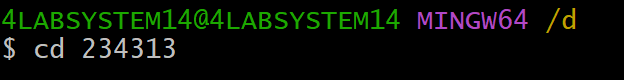 4LABSYSTEM14@4LABSYSTEM14 MINGW64 /d
$ cd 234313